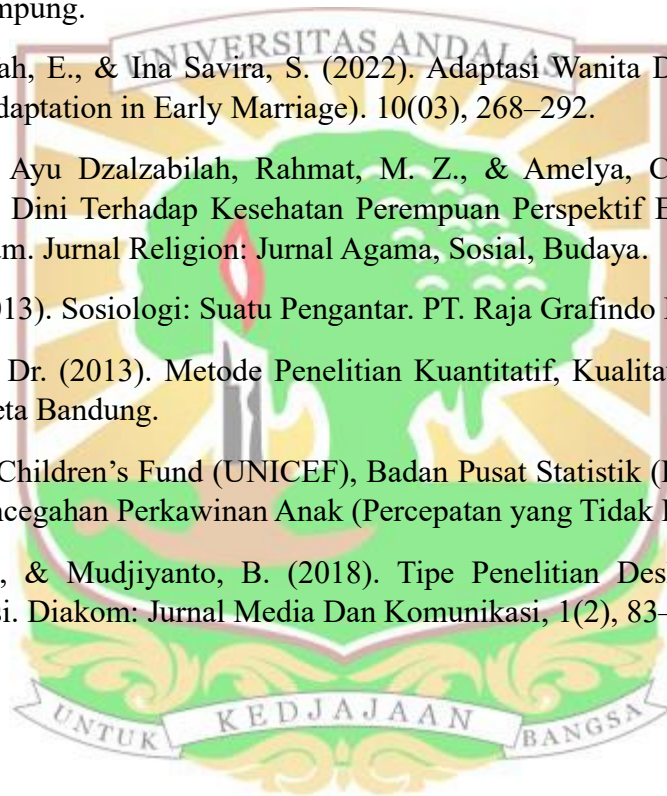 mpung.
UNIVERSITAS ANDALAS
ah, E., & Ina Savira, S. (2022). Adaptasi Wanita D
daptation in Early Marriage). 10(03), 268–292.
Ayu Dzalzabilah, Rahmat, M. Z., & Amelya, C
Dini Terhadap Kesehatan Perempuan Perspektif E
m. Jurnal Religion: Jurnal Agama, Sosial, Budaya.
013). Sosiologi: Suatu Pengantar. PT. Raja Grafindo
Dr. (2013). Metode Penelitian Kuantitatif, Kualitat
eta Bandung.
Children's Fund (UNICEF), Badan Pusat Statistik (
ncegahan Perkawinan Anak (Percepatan yang Tidak
, & Mudjiyanto, B. (2018). Tipe Penelitian Des
si. Diakom: Jurnal Media Dan Komunikasi, 1(2), 83–
UNTUK KEDJAJAAN BANGSA